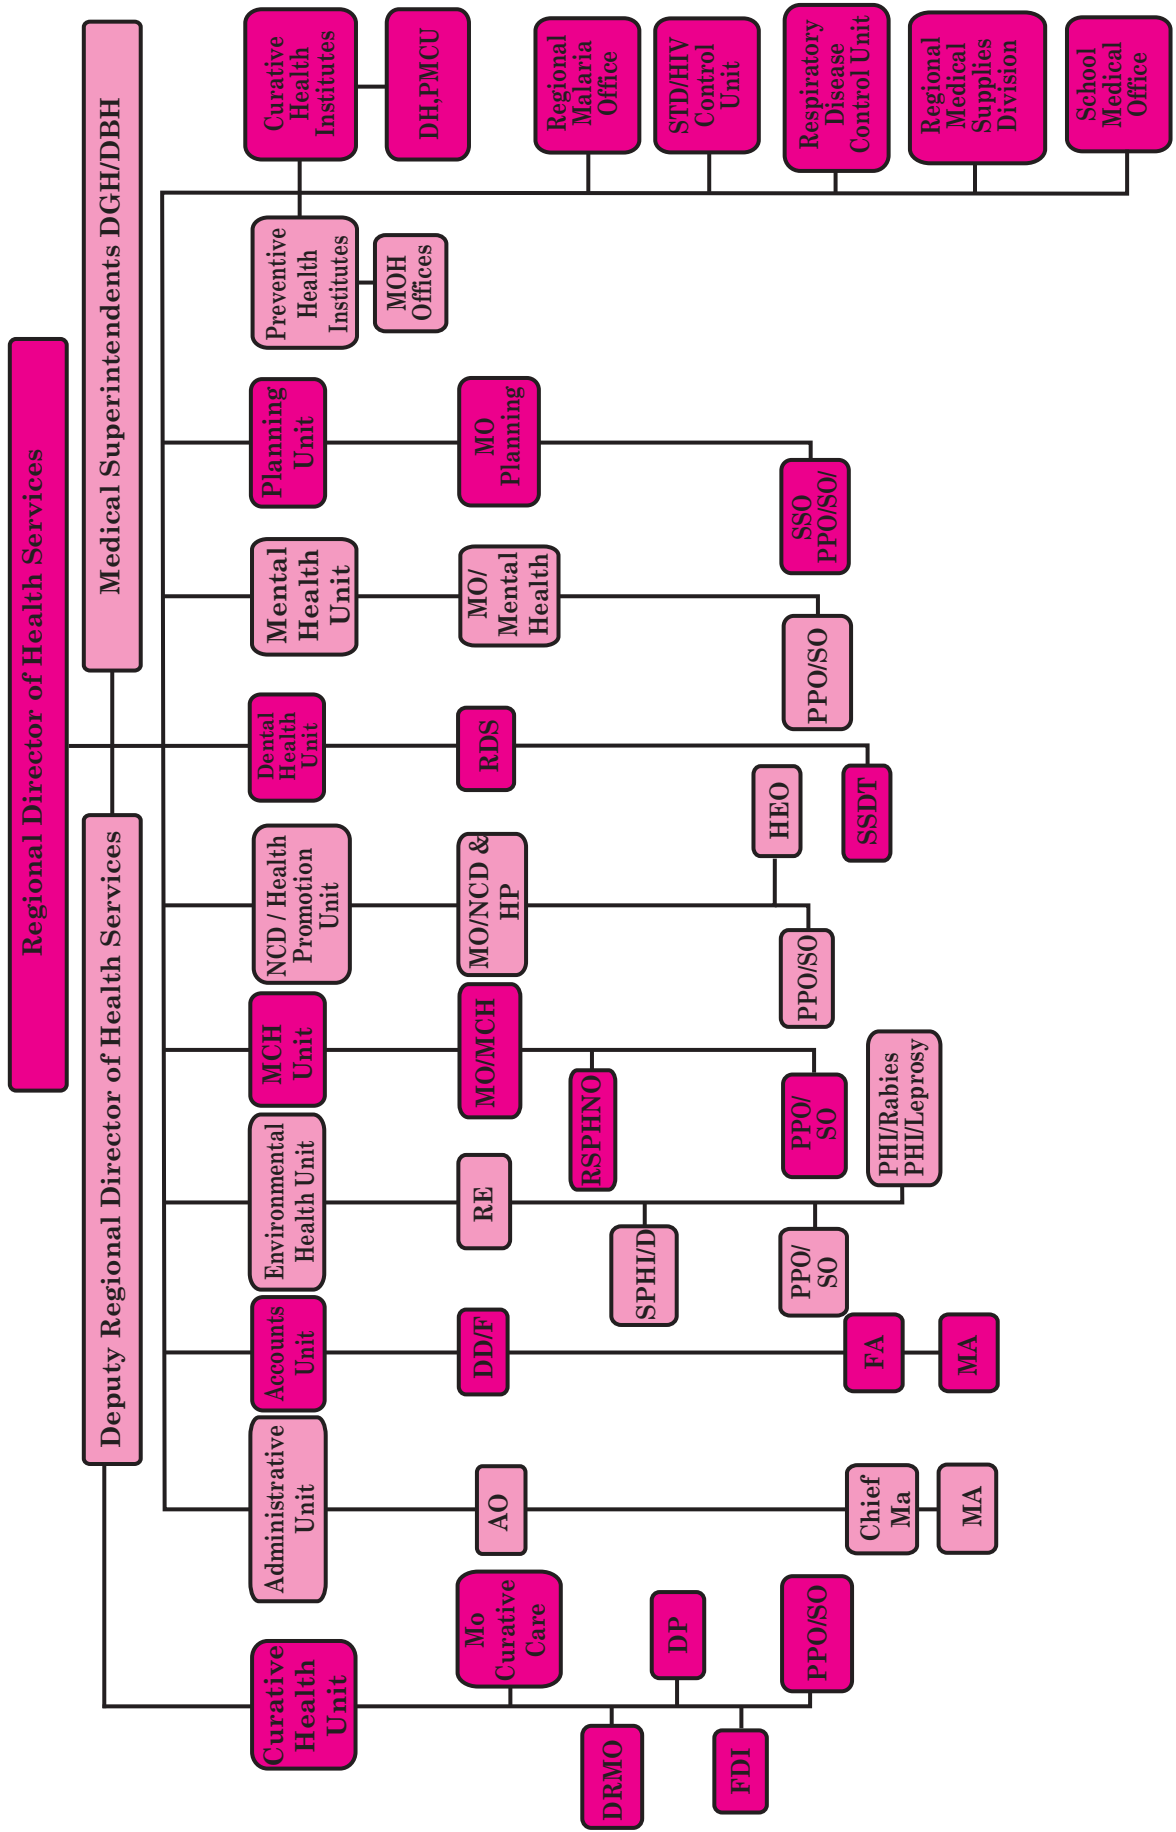 Regional Director of Health Services
Deputy Regional Director of Health Services
Medical Superintendents DGH/DBH
Curative
Health
Unit
Mo
Curative
Care
DRMO
DP
FDI
PPO/SO
Administrative
Unit
AO
Chief
Ma
MA
Accounts
Unit
DD/F
FA
MA
Environmental
Health Unit
RE
SPHI/D
PPO/
SO
PHI/Rabies
PHI/Leprosy
MCH
Unit
MO/MCH
RSPHNO
PPO/
SO
NCD / Health
Promotion
Unit
MO/NCD &
HP
HEO
PPO/SO
Dental
Health
Unit
RDS
SSDT
Mental
Health
Unit
MO/
Mental
Health
PPO/SO
Planning
Unit
MO
Planning
SSO
PPO/SO/
Preventive
Health
Institutes
MOH
Offices
Curative
Health
Institutes
DH,PMCU
Regional
Malaria
Office
STD/HIV
Control
Unit
Respiratory
Disease
Control Unit
Regional
Medical
Supplies
Division
School
Medical
Office